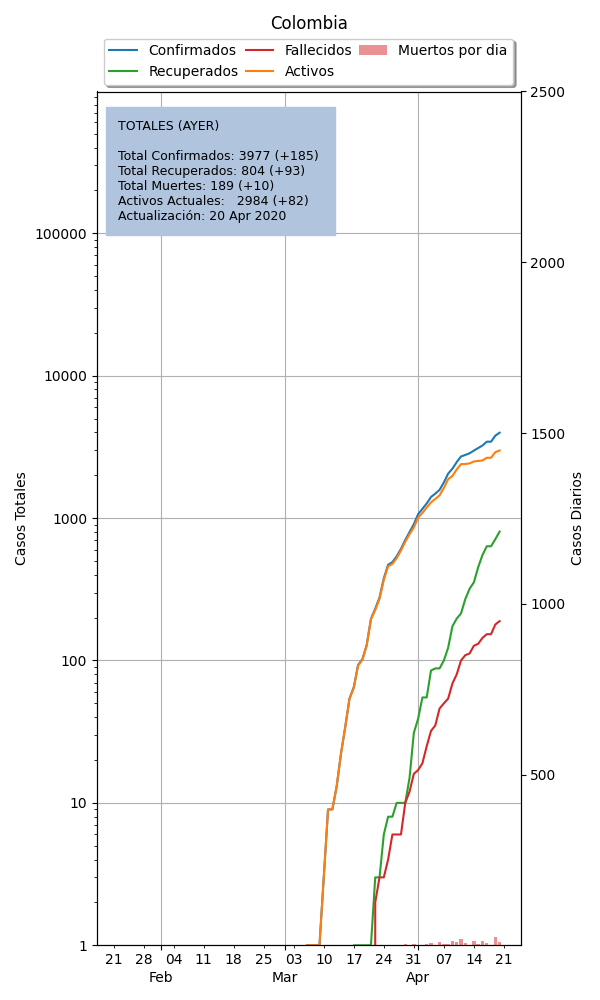 Colombia
Confirmados
Recuperados
Fallecidos
Activos
Muertos por dia
TOTALES (AYER)
Total Confirmados: 3977 (+185)
Total Recuperados: 804 (+93)
Total Muertes: 189 (+10)
Activos Actuales: 2984 (+82)
Actualización: 20 Apr 2020
Casos Totales
100000
10000
1000
100
10
1
Casos Diarios
2500
2000
1500
1000
500
21 28 04 11 18 25 03 10 17 24 31 07 14 21
Feb Mar Apr